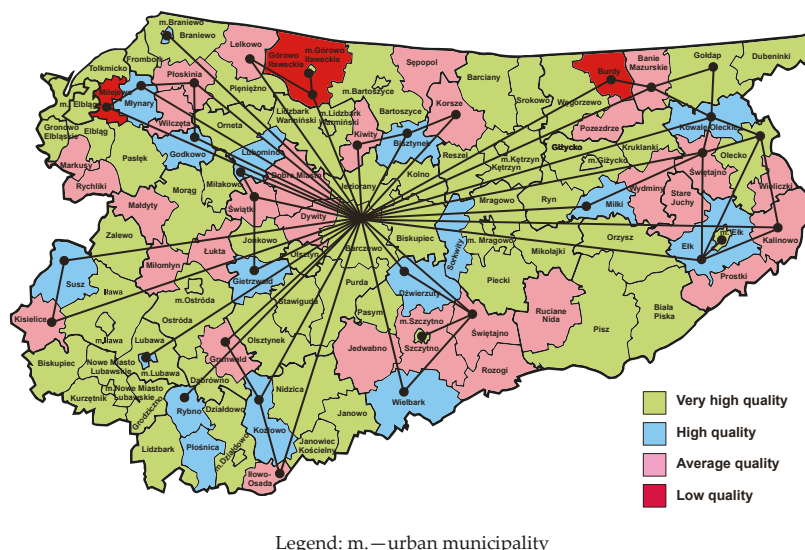 m.Braniewo
Braniewo
Frombork
Tolkmicko
Lelkowo
Górowo
Iławeckie
m.Górowo
Iławeckie
Sępopol
Barciany
Srokowo
Węgorzewo
Burdy
Banie
Mazurskie
Gołdap
Dubeninki
Milejewo
Młynary
Płoskinia
Pieniężno
Lidzbark
Warmiński
m.Lidzbark
Warmiński
m.Bartoszyce
Bartoszyce
Korsze
Pozezdrze
Kowale Oleckie
m. Elbląg
Gronowo
Elbląskie
Elbląg
Wilczęta
Orneta
Kiwity
Bisztynek
Reszel
m.Kętrzyn
Kętrzyn
Giżycko
m.Giżycko
Kruklanki
Olecko
Świętajno
Markusy
Pasłęk
Godkowo
Lubomino
Dobre Miasto
Jeziorany
Kolno
Rychliki
Morąg
Miłakowo
Świątki
Dywity
Mrągowo
Ryn
Miłki
Wydminy
Stare
Juchy
Wieliczki
Małdyty
Zalewo
Łukta
Jonkowo
Olsztyn
Barczewo
Biskupiec
Sorkwity
m. Mrągowo
Mikołajki
Orzysz
Ełk
m. Ełk
Kalinowo
Susz
Miłomłyn
Gietrzwałd
Purda
Dźwierzuty
Piecki
Prostki
Iława
m.Ostróda
Stawiguda
Pasym
Ruciane
Nida
Biała
Piska
Kisielice
Ostróda
Olsztynek
m.Szczytno
Szczytno
Świętajno
Pisz
m.Iława
Lubawa
Grunwald
Jedwabno
Biskupiec
Nowe Miasto
Lubawskie
m.Lubawa
Dąbrówno
Rozogi
Kurzętnik
m.Nowe Miasto
Lubawskie
Grodziczno
Rybno
Działdowo
Nidzica
Wielbark
Janowo
Kozłowo
Lidzbark
Płośnica
m.Działdowo
Janowiec
Kościelny
Iłowo-
Osada
Very high quality
High quality
Average quality
Low quality
Legend: m.—urban municipality